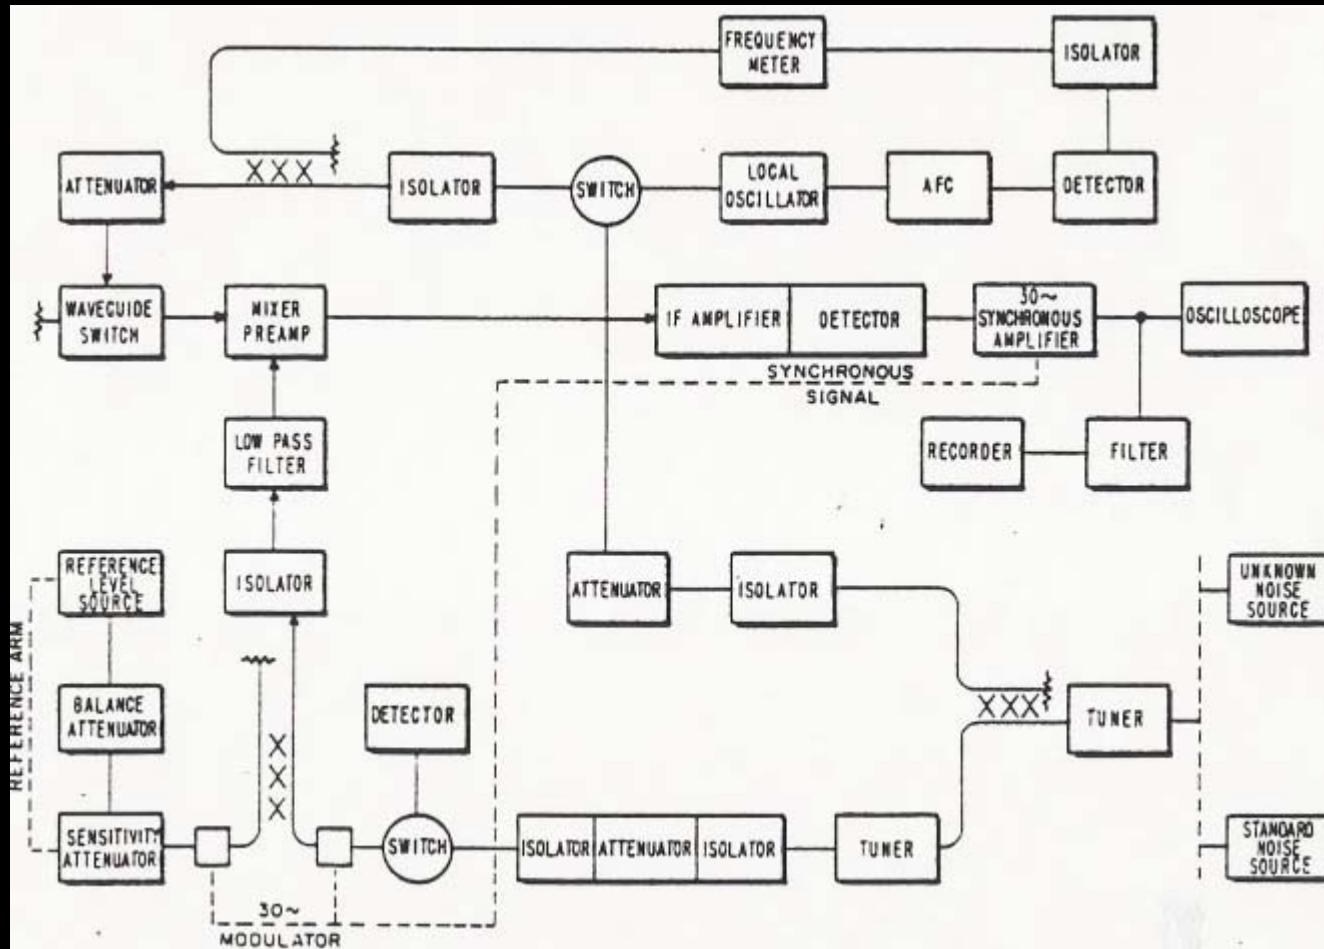 FREQUENCY
METER
ISOLATOR
ATTENUATOR
ISOLATOR
SWITCH
LOCAL
OSCILLATOR
AFC
DETECTOR
WAVEGUIDE
SWITCH
MIXER
PREAMP
IF AMPLIFIER
DETECTOR
30~
SYNCHRONOUS
AMPLIFIER
OSCILLOSCOPE
SYNCHRONOUS
SIGNAL
LOW PASS
FILTER
RECORDER
FILTER
REFERENCE
LEVEL
SOURCE
ISOLATOR
ATTENUATOR
ISOLATOR
UNKNOWN
NOISE
SOURCE
REFERENCE ARM
BALANCE
ATTENUATOR
DETECTOR
TUNER
SENSITIVITY
ATTENUATOR
SWITCH
ISOLATOR
ATTENUATOR
ISOLATOR
TUNER
STANDARD
NOISE
SOURCE
30~
MODULATOR